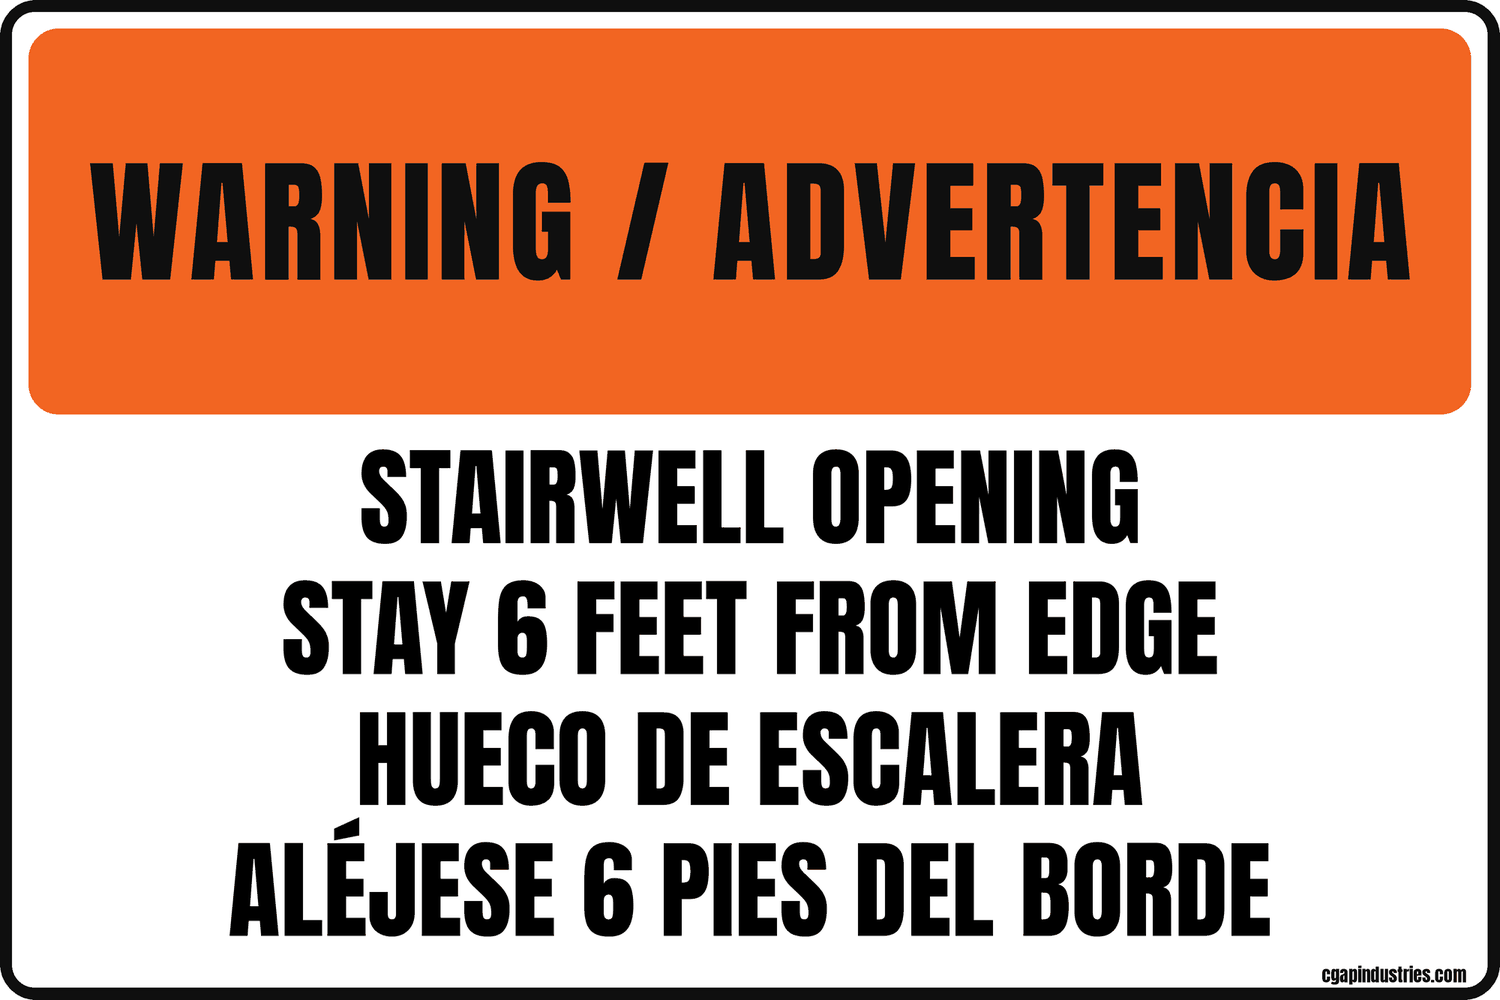 WARNING / ADVERTENCIA
STAIRWELL OPENING
STAY 6 FEET FROM EDGE
HUECO DE ESCALERA
ALÉJESE 6 PIES DEL BORDE
cgapindustries.com